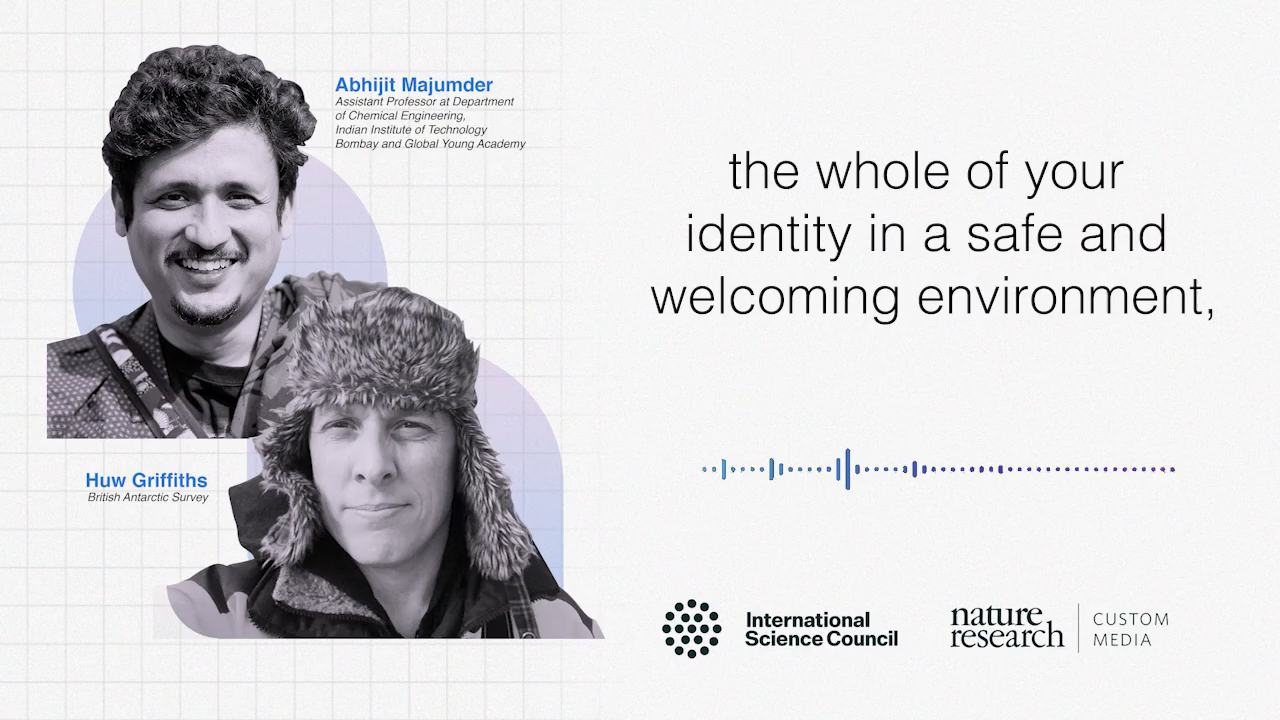 Abhijit Majumder
Assistant Professor at Department
of Chemical Engineering,
Indian Institute of Technology
Bombay and Global Young Academy
Huw Griffiths
British Antarctic Survey
the whole of your
identity in a safe and
welcoming environment,
International
Science Council
nature
research
CUSTOM
MEDIA